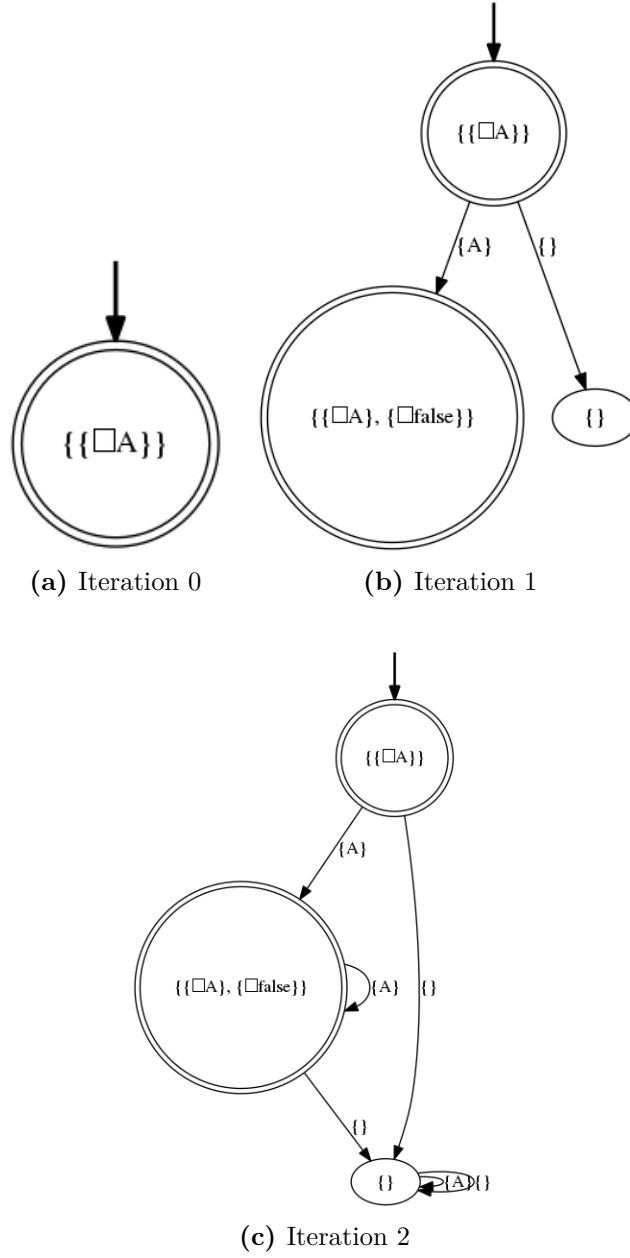 {{□A}}
{{□A}}
{A}
{}
{{□A}, {□false}}
{}
(a) Iteration 0
(b) Iteration 1
{{□A}}
{A}
{{□A}, {□false}}
{A}
{}
{}
{}
{A}
{}
(c) Iteration 2